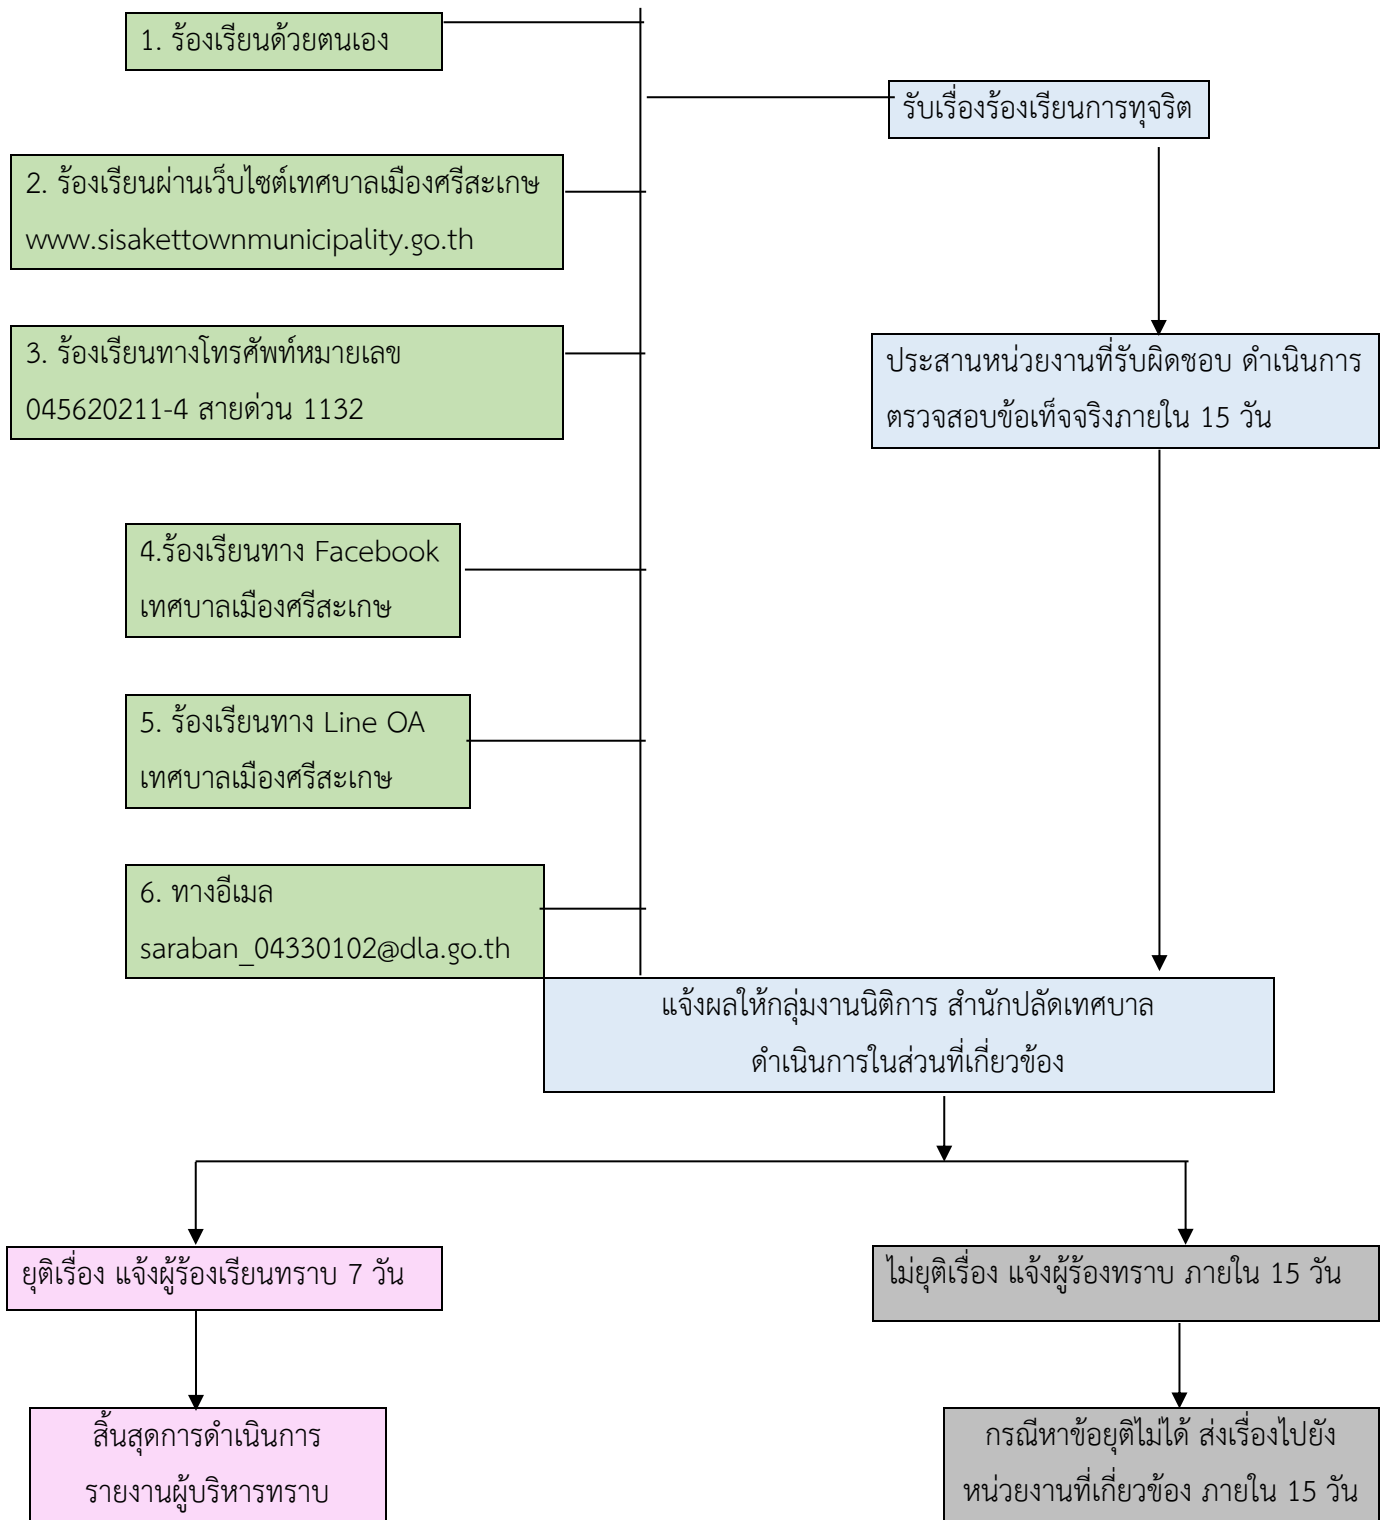 1. ร้องเรียนด้วยตนเอง
รับเรื่องร้องเรียนการทุจริต
2. ร้องเรียนผ่านเว็บไซต์เทศบาลเมืองศรีสะเกษ
www.sisakettownmunicipality.go.th
3. ร้องเรียนทางโทรศัพท์หมายเลข
045620211-4 สายด่วน 1132
ประสานหน่วยงานที่รับผิดชอบ ดำเนินการ
ตรวจสอบข้อเท็จจริงภายใน 15 วัน
4.ร้องเรียนทาง Facebook
เทศบาลเมืองศรีสะเกษ
5. ร้องเรียนทาง Line OA
เทศบาลเมืองศรีสะเกษ
6. ทางอีเมล
saraban_04330102@dla.go.th
แจ้งผลให้กลุ่มงานนิติการ สำนักปลัดเทศบาล
ดำเนินการในส่วนที่เกี่ยวข้อง
ยุติเรื่อง แจ้งผู้ร้องเรียนทราบ 7 วัน
ไม่ยุติเรื่อง แจ้งผู้ร้องทราบ ภายใน 15 วัน
สิ้นสุดการดำเนินการ
รายงานผู้บริหารทราบ
กรณีหาข้อยุติไม่ได้ ส่งเรื่องไปยัง
หน่วยงานที่เกี่ยวข้อง ภายใน 15 วัน